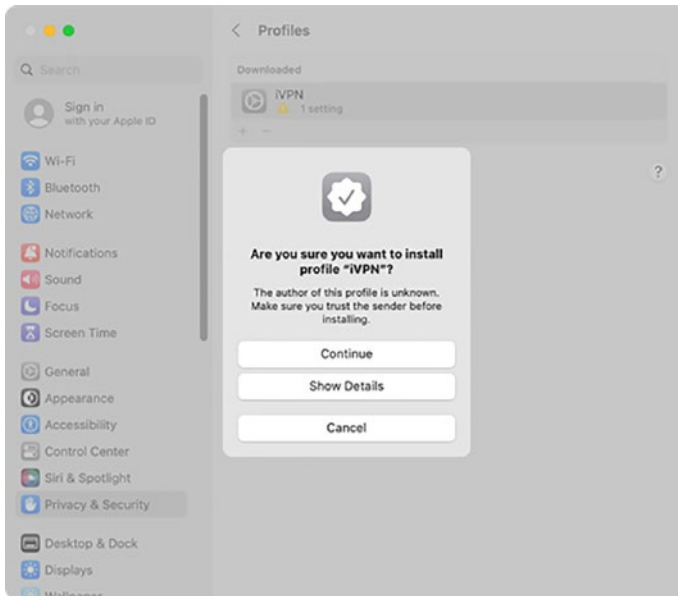 Profiles
Search
Sign in
with your Apple ID
Wi-Fi
Bluetooth
Network
Notifications
Sound
Focus
Screen Time
General
Appearance
Accessibility
Control Center
Siri & Spotlight
Privacy & Security
Desktop & Dock
Displays
Wallpaper
Downloaded
iVPN
1 setting
+ −
?
Are you sure you want to install
profile “iVPN”?
The author of this profile is unknown.
Make sure you trust the sender before
installing.
Continue
Show Details
Cancel